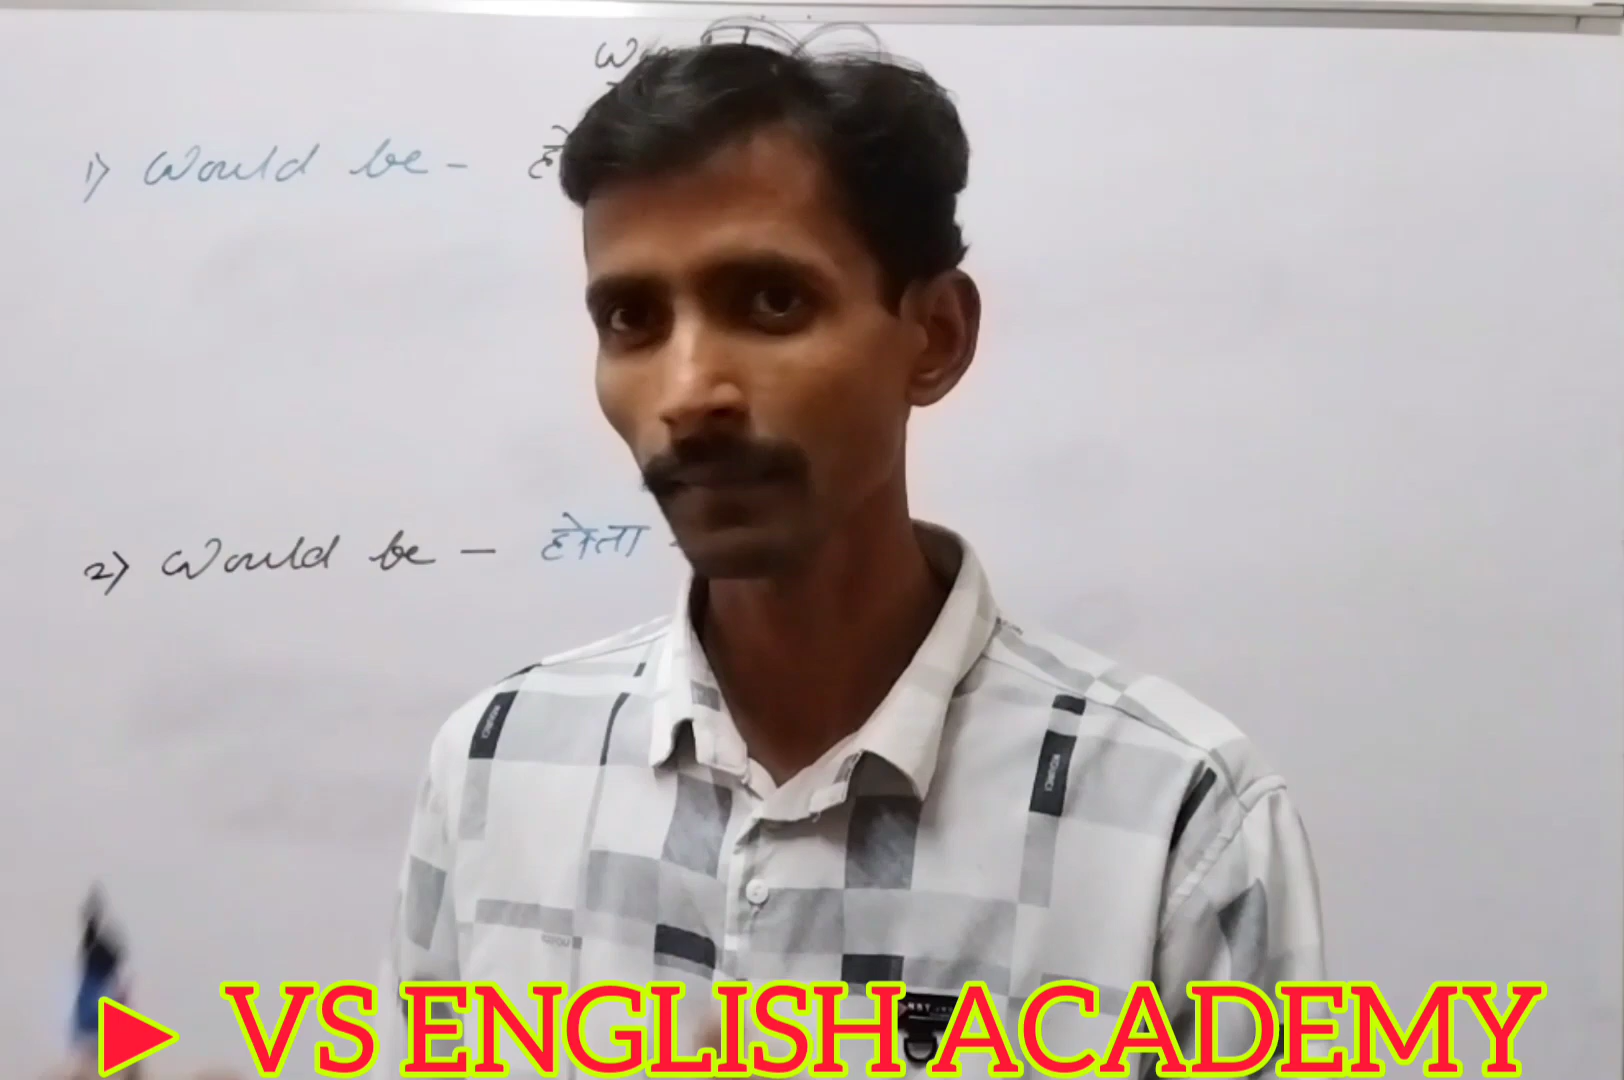 1) Would be -
2) Would be - होता
VS ENGLISH ACADEMY